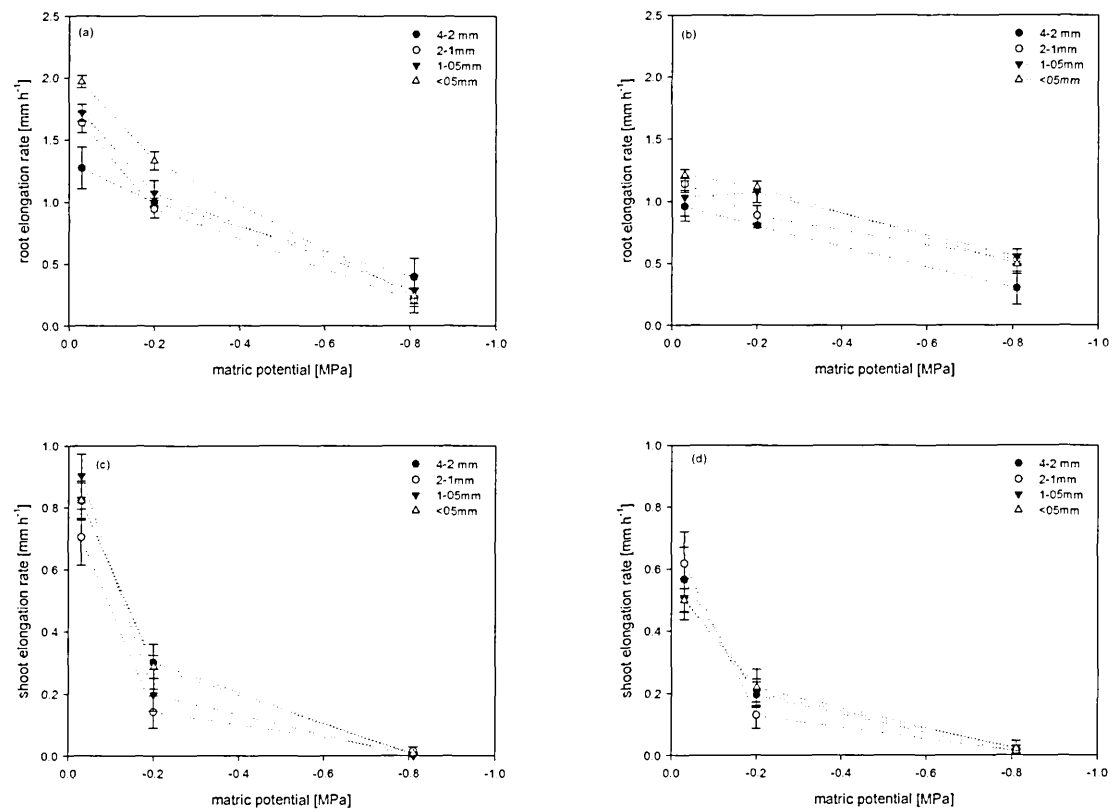 (a)
4-2 mm
2-1mm
1-05mm
<05mm
root elongation rate [mm h⁻¹]
2.5
2.0
1.5
1.0
0.5
0.0
0.0 -0.2 -0.4 -0.6 -0.8 -1.0
matric potential [MPa]
(b)
4-2 mm
2-1mm
1-05mm
<05mm
root elongation rate [mm h⁻¹]
2.5
2.0
1.5
1.0
0.5
0.0
0.0 -0.2 -0.4 -0.6 -0.8 -1.0
matric potential [MPa]
(c)
4-2 mm
2-1mm
1-05mm
<05mm
shoot elongation rate [mm h⁻¹]
1.0
0.8
0.6
0.4
0.2
0.0
0.0 -0.2 -0.4 -0.6 -0.8 -1.0
matric potential [MPa]
(d)
4-2 mm
2-1mm
1-05mm
<05mm
shoot elongation rate [mm h⁻¹]
1.0
0.8
0.6
0.4
0.2
0.0
0.0 -0.2 -0.4 -0.6 -0.8 -1.0
matric potential [MPa]